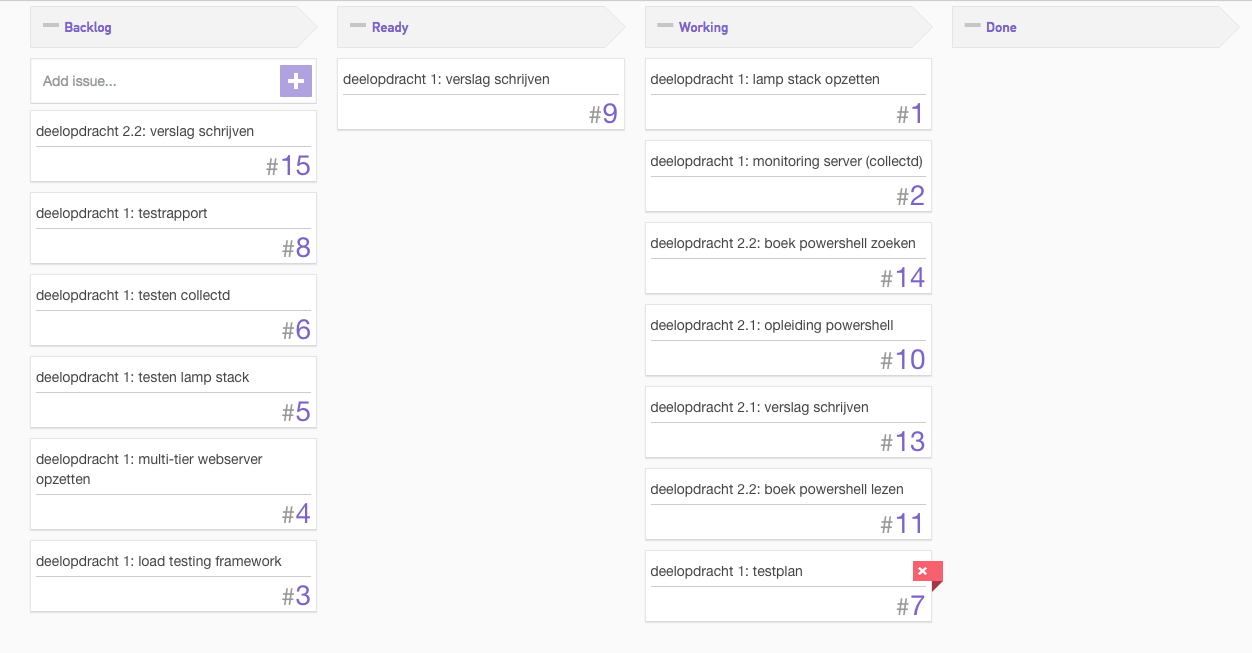 Backlog
Add issue...
deelopdracht 2.2: verslag schrijven
#15
deelopdracht 1: testrapport
#8
deelopdracht 1: testen collectd
#6
deelopdracht 1: testen lamp stack
#5
deelopdracht 1: multi-tier webserver
opzetten
#4
deelopdracht 1: load testing framework
#3
Ready
deelopdracht 1: verslag schrijven
#9
Working
deelopdracht 1: lamp stack opzetten
#1
deelopdracht 1: monitoring server (collectd)
#2
deelopdracht 2.2: boek powershell zoeken
#14
deelopdracht 2.1: opleiding powershell
#10
deelopdracht 2.1: verslag schrijven
#13
deelopdracht 2.2: boek powershell lezen
#11
deelopdracht 1: testplan
#7
Done